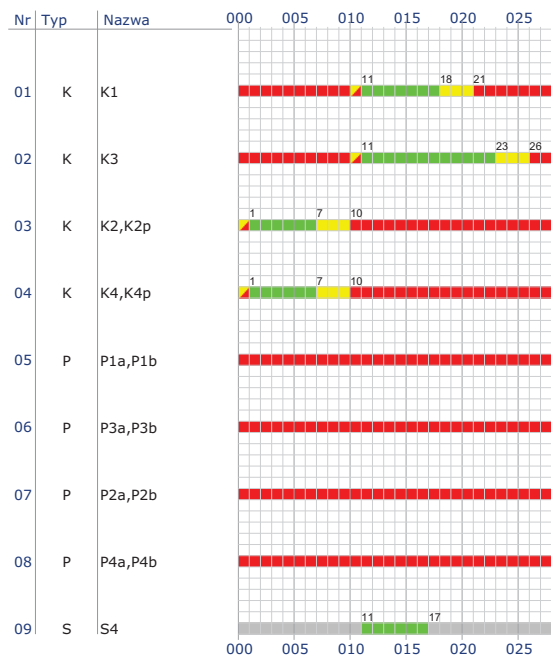 Nr Typ Nazwa 000 005 010 015 020 025
11 18 21
01 K K1
11 23 26
02 K K3
1 7 10
03 K K2,K2p
1 7 10
04 K K4,K4p
05 P P1a,P1b
06 P P3a,P3b
07 P P2a,P2b
08 P P4a,P4b
11 17
09 S S4
000 005 010 015 020 025